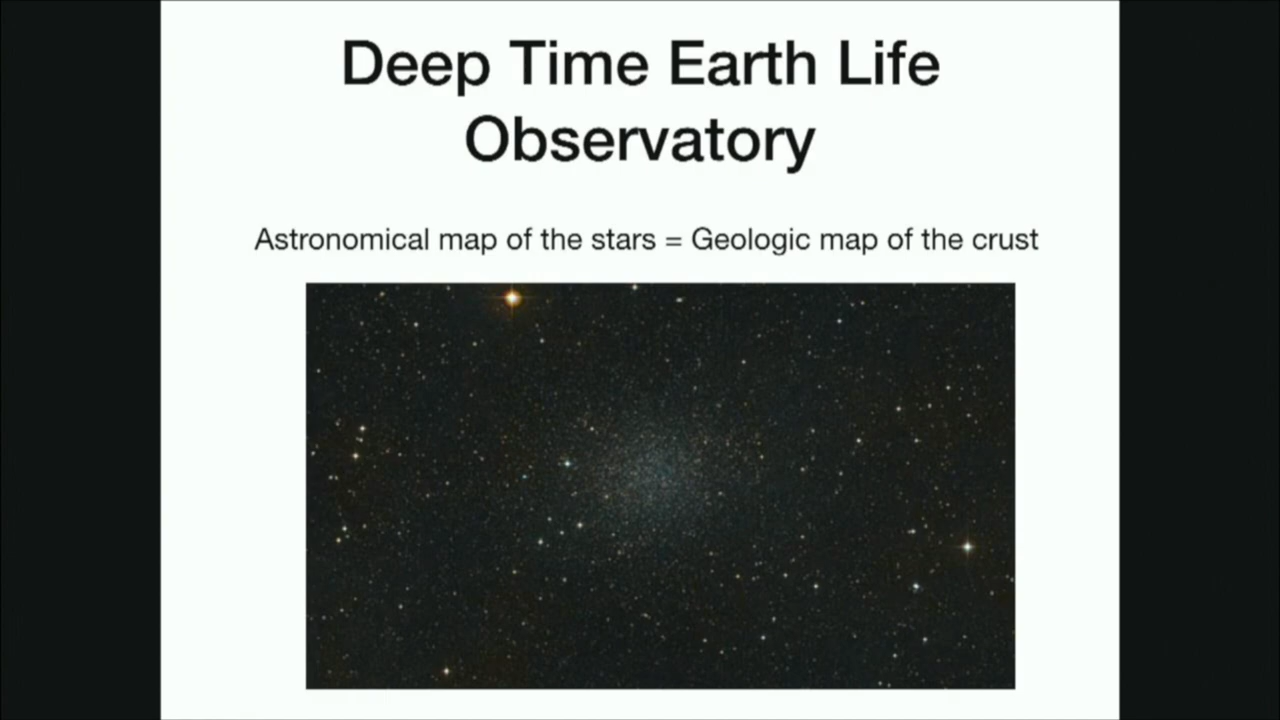 Deep Time Earth Life
Observatory
Astronomical map of the stars = Geologic map of the crust